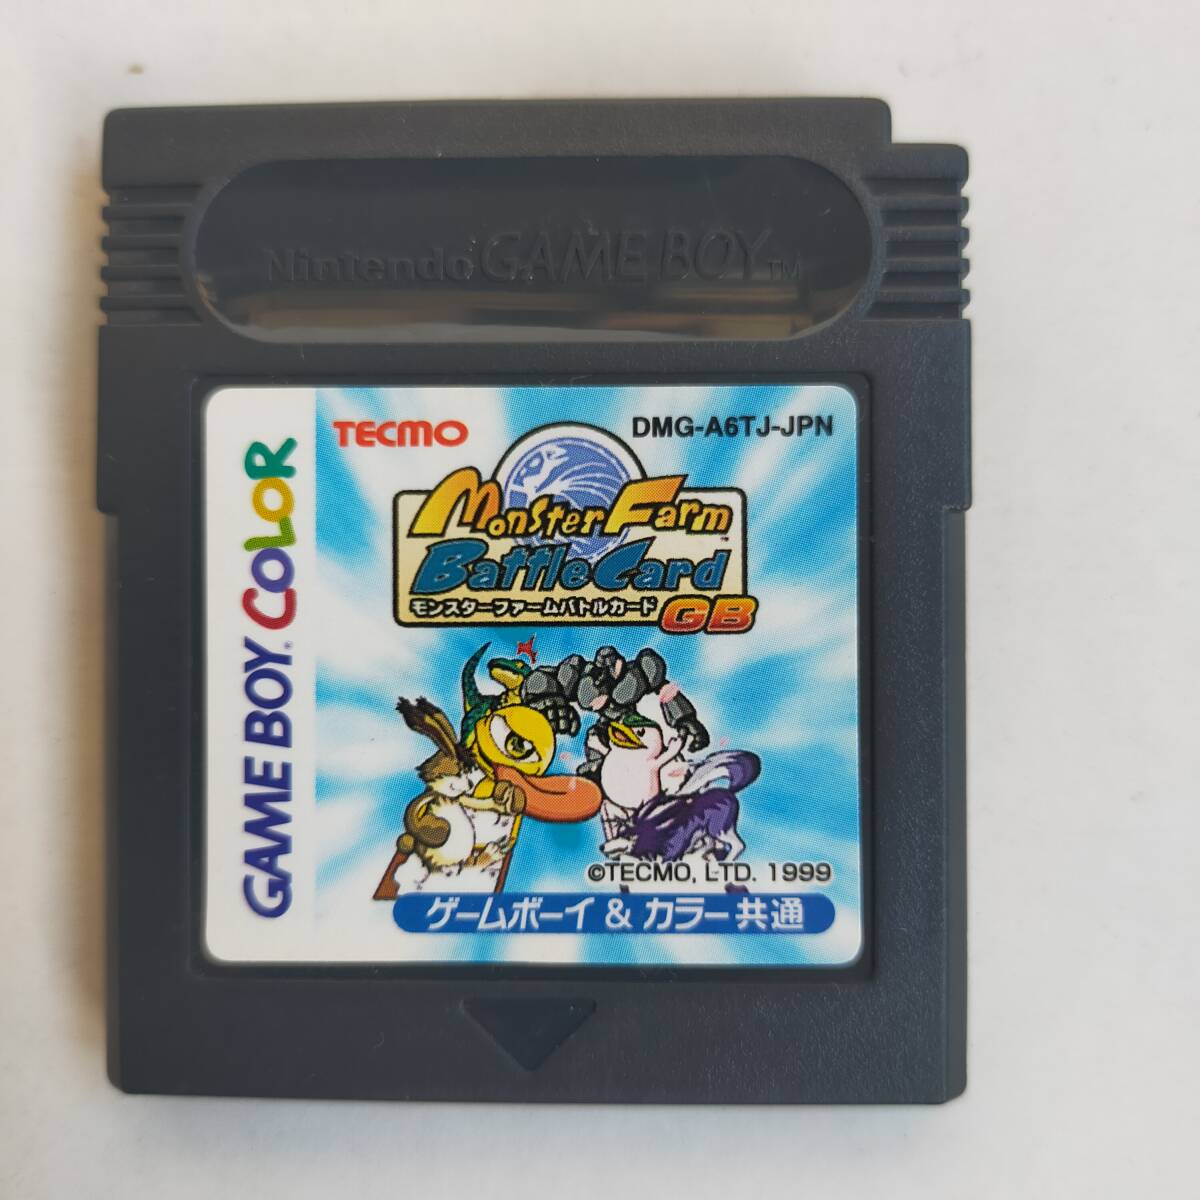 Nintendo GAME BOY TM
GAME BOY COLOR
TECMO
DMG-A6TJ-JPN
Monster Farm
Battle Card
モンスターファームバトルカード GB
©TECMO, LTD. 1999
ゲームボーイ & カラー 共通